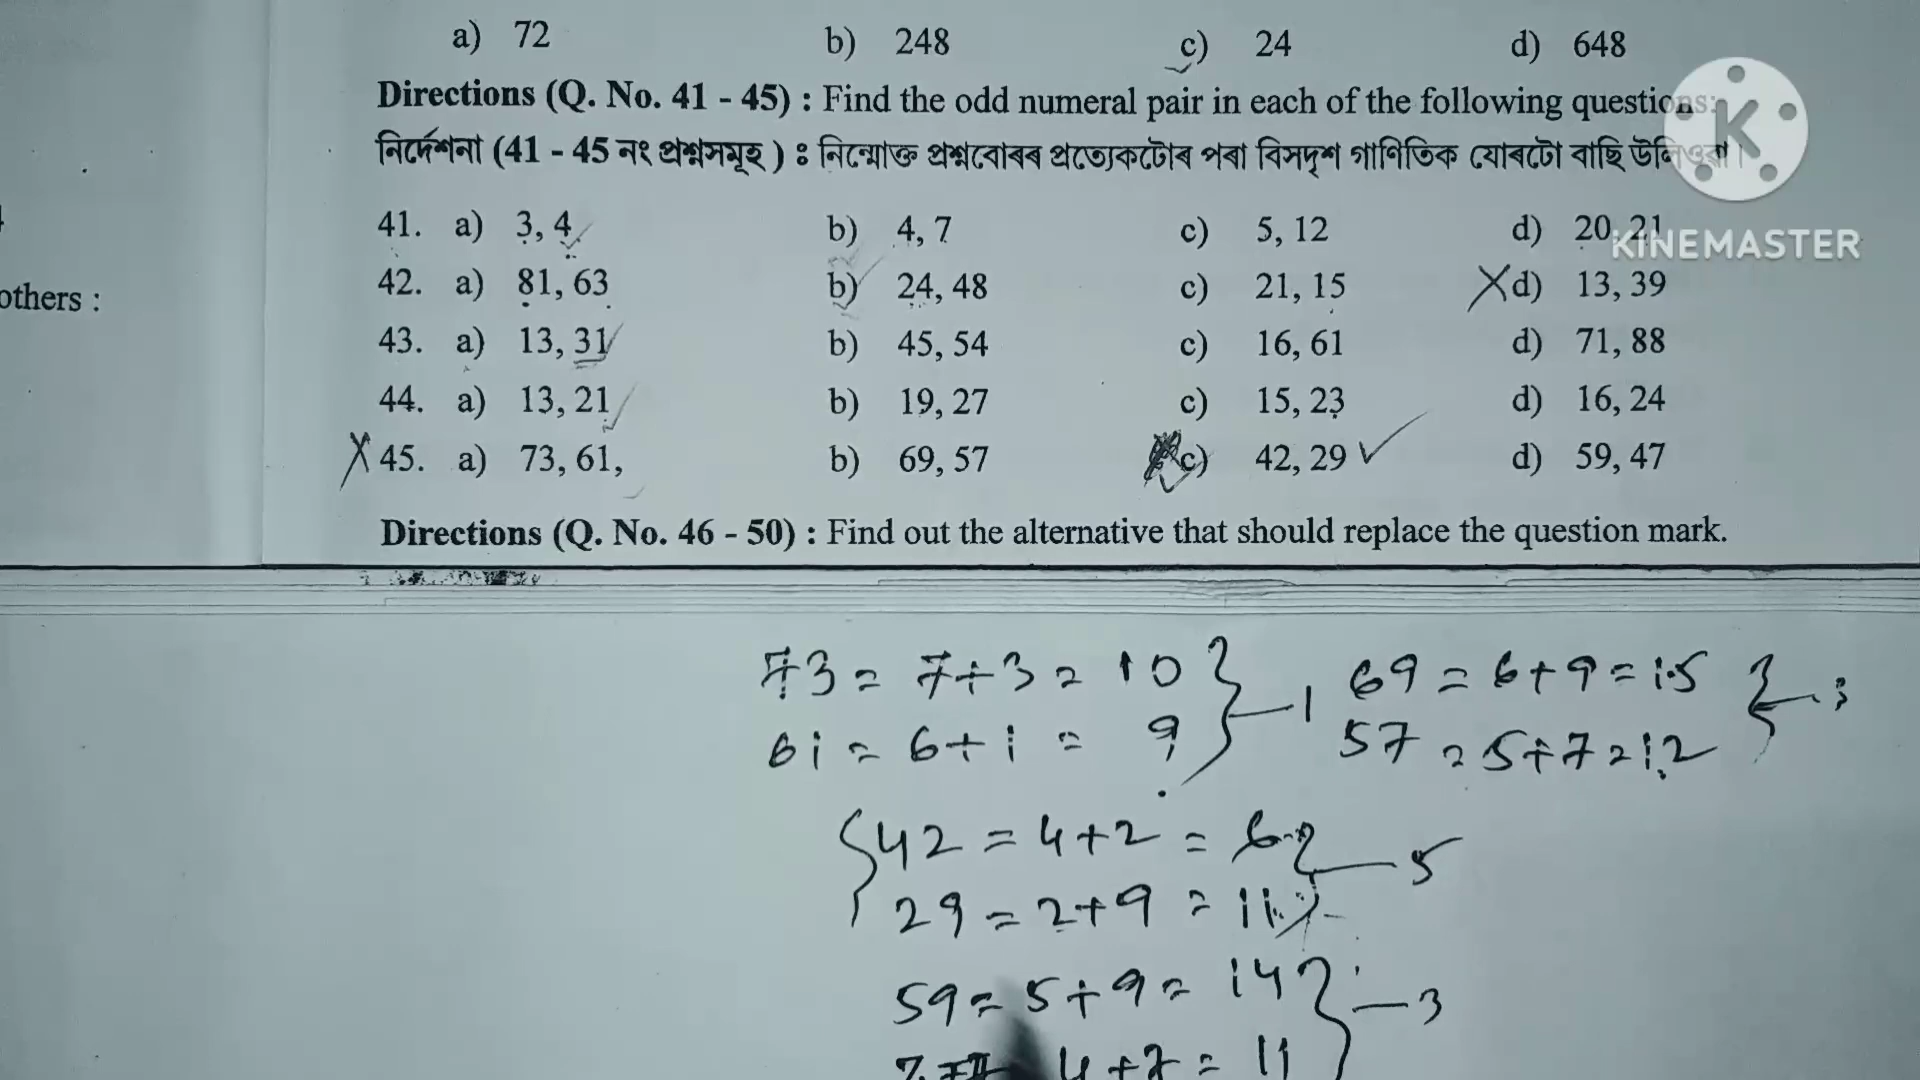 a) 72 b) 248 c) 24 d) 648
Directions (Q. No. 41 - 45) : Find the odd numeral pair in each of the following questions:
নিৰ্দেশনা (41 - 45 নং প্ৰশ্নসমূহ ) ঃ নিম্নোক্ত প্ৰশ্নবোৰৰ প্ৰত্যেকটোৰ পৰা বিসদৃশ গাণিতিক যোৰটো বাছি উলিওৱা।
K
KINEMASTER
41. a) 3, 4 b) 4, 7 c) 5, 12 d) 20, 21
others :
42. a) 81, 63 b) 24, 48 c) 21, 15 d) 13, 39
43. a) 13, 31 b) 45, 54 c) 16, 61 d) 71, 88
44. a) 13, 21 b) 19, 27 c) 15, 23 d) 16, 24
45. a) 73, 61, b) 69, 57 c) 42, 29 d) 59, 47
Directions (Q. No. 46 - 50) : Find out the alternative that should replace the question mark.
73 = 7+3 = 10 } - 1 69 = 6+9 = 15 } - 3
61 = 6+1 = 9 57 = 5+7 = 12
{ 42 = 4+2 = 6 } - 5
29 = 2+9 = 11
59 = 5+9 = 14 } - 3
4+7 = 11